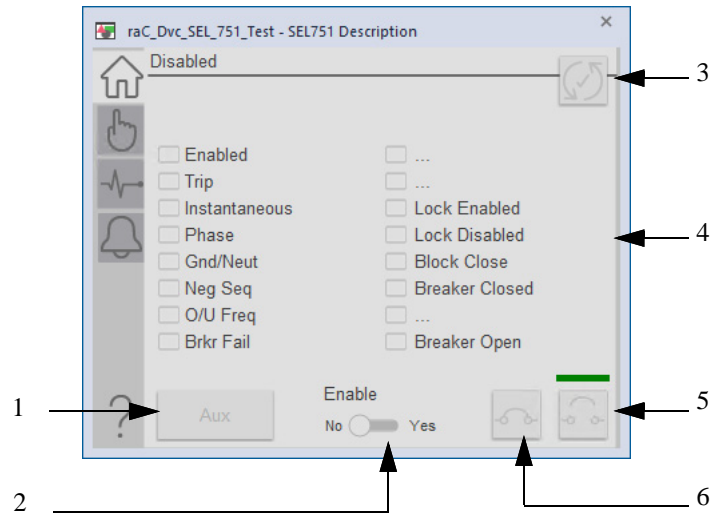 raC_Dvc_SEL_751_Test - SEL751 Description
Disabled
3
Enabled
...
Trip
...
Instantaneous
Lock Enabled
Phase
Lock Disabled
4
Gnd/Neut
Block Close
Neg Seq
Breaker Closed
O/U Freq
...
Brkr Fail
Breaker Open
Enable
1
?
Aux
No
Yes
5
2
6